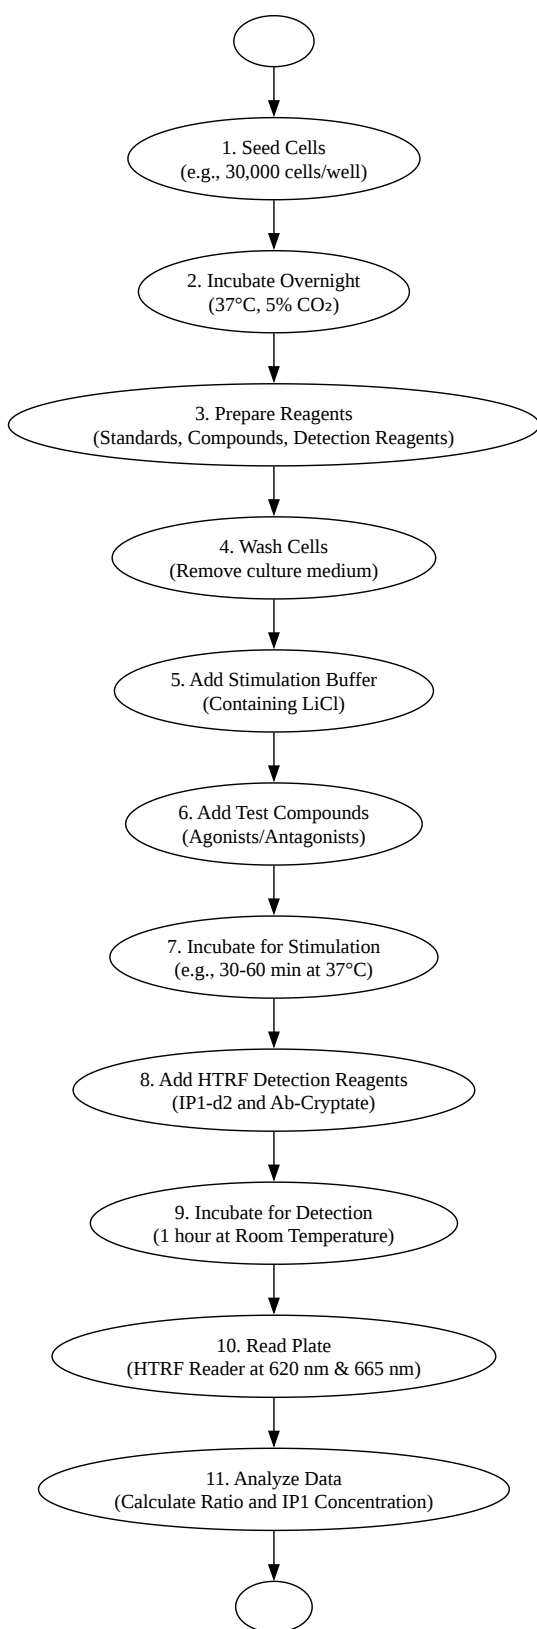 1. Seed Cells
(e.g., 30,000 cells/well)
2. Incubate Overnight
(37°C, 5% CO₂)
3. Prepare Reagents
(Standards, Compounds, Detection Reagents)
4. Wash Cells
(Remove culture medium)
5. Add Stimulation Buffer
(Containing LiCl)
6. Add Test Compounds
(Agonists/Antagonists)
7. Incubate for Stimulation
(e.g., 30-60 min at 37°C)
8. Add HTRF Detection Reagents
(IP1-d2 and Ab-Cryptate)
9. Incubate for Detection
(1 hour at Room Temperature)
10. Read Plate
(HTRF Reader at 620 nm & 665 nm)
11. Analyze Data
(Calculate Ratio and IP1 Concentration)